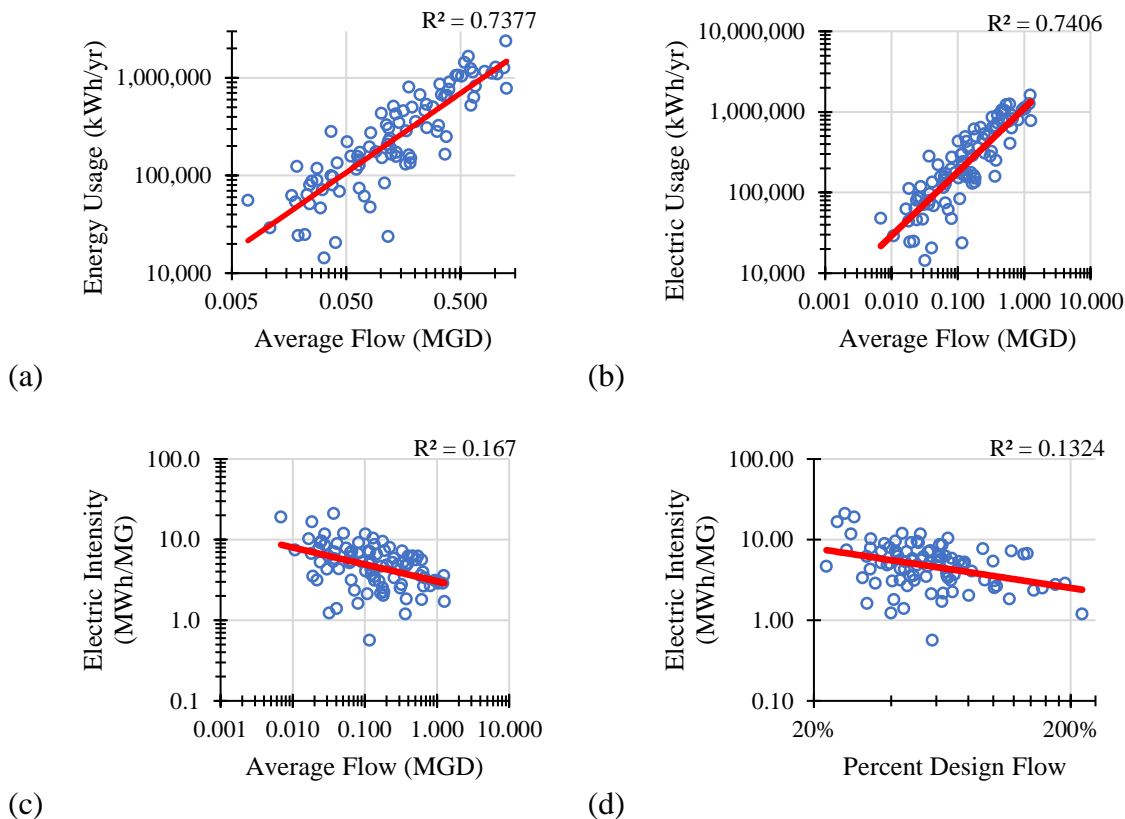 R² = 0.7377
Energy Usage (kWh/yr)
1,000,000
100,000
10,000
0.005 0.050 0.500
Average Flow (MGD)
(a)
R² = 0.7406
Electric Usage (kWh/yr)
10,000,000
1,000,000
100,000
10,000
0.001 0.010 0.100 1.000 10.000
Average Flow (MGD)
(b)
R² = 0.167
Electric Intensity
(MWh/MG)
100.0
10.0
1.0
0.1
0.001 0.010 0.100 1.000 10.000
Average Flow (MGD)
(c)
R² = 0.1324
Electric Intensity
(MWh/MG)
100.00
10.00
1.00
0.10
20% 200%
Percent Design Flow
(d)